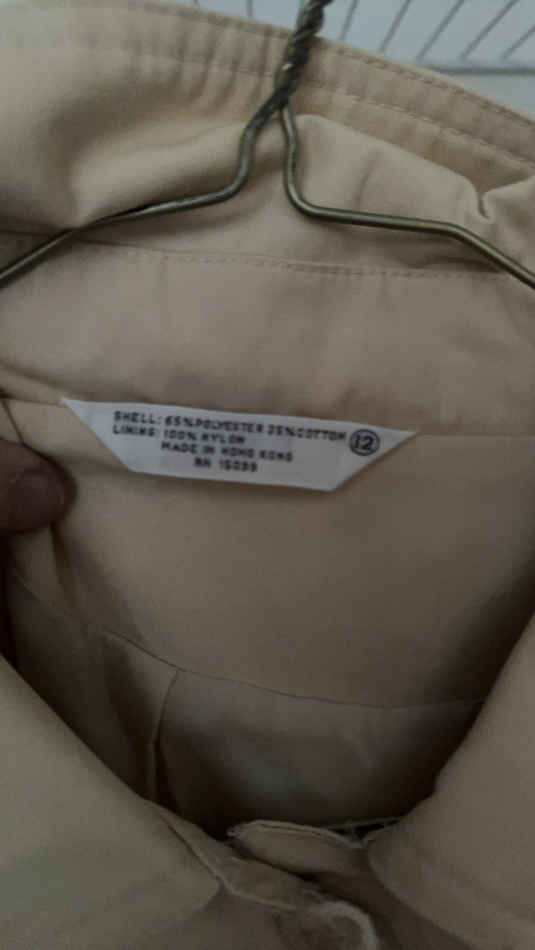 SHELL: 65% POLYESTER 35% COTTON 12
LINING: 100% NYLON
MADE IN HONG KONG
RN 15099